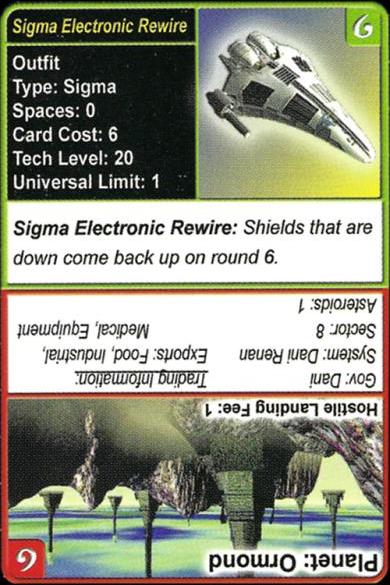 Sigma Electronic Rewire
6
Outfit
Type: Sigma
Spaces: 0
Card Cost: 6
Tech Level: 20
Universal Limit: 1
Sigma Electronic Rewire: Shields that are
down come back up on round 6.
Planet: Ormond
6
Hostile Landing Fee: 1
Gov: Dani
System: Dani Renan
Sector: 8
Asteroids: 1
Trading Information:
Exports: Food, Industrial,
Medical, Equipment